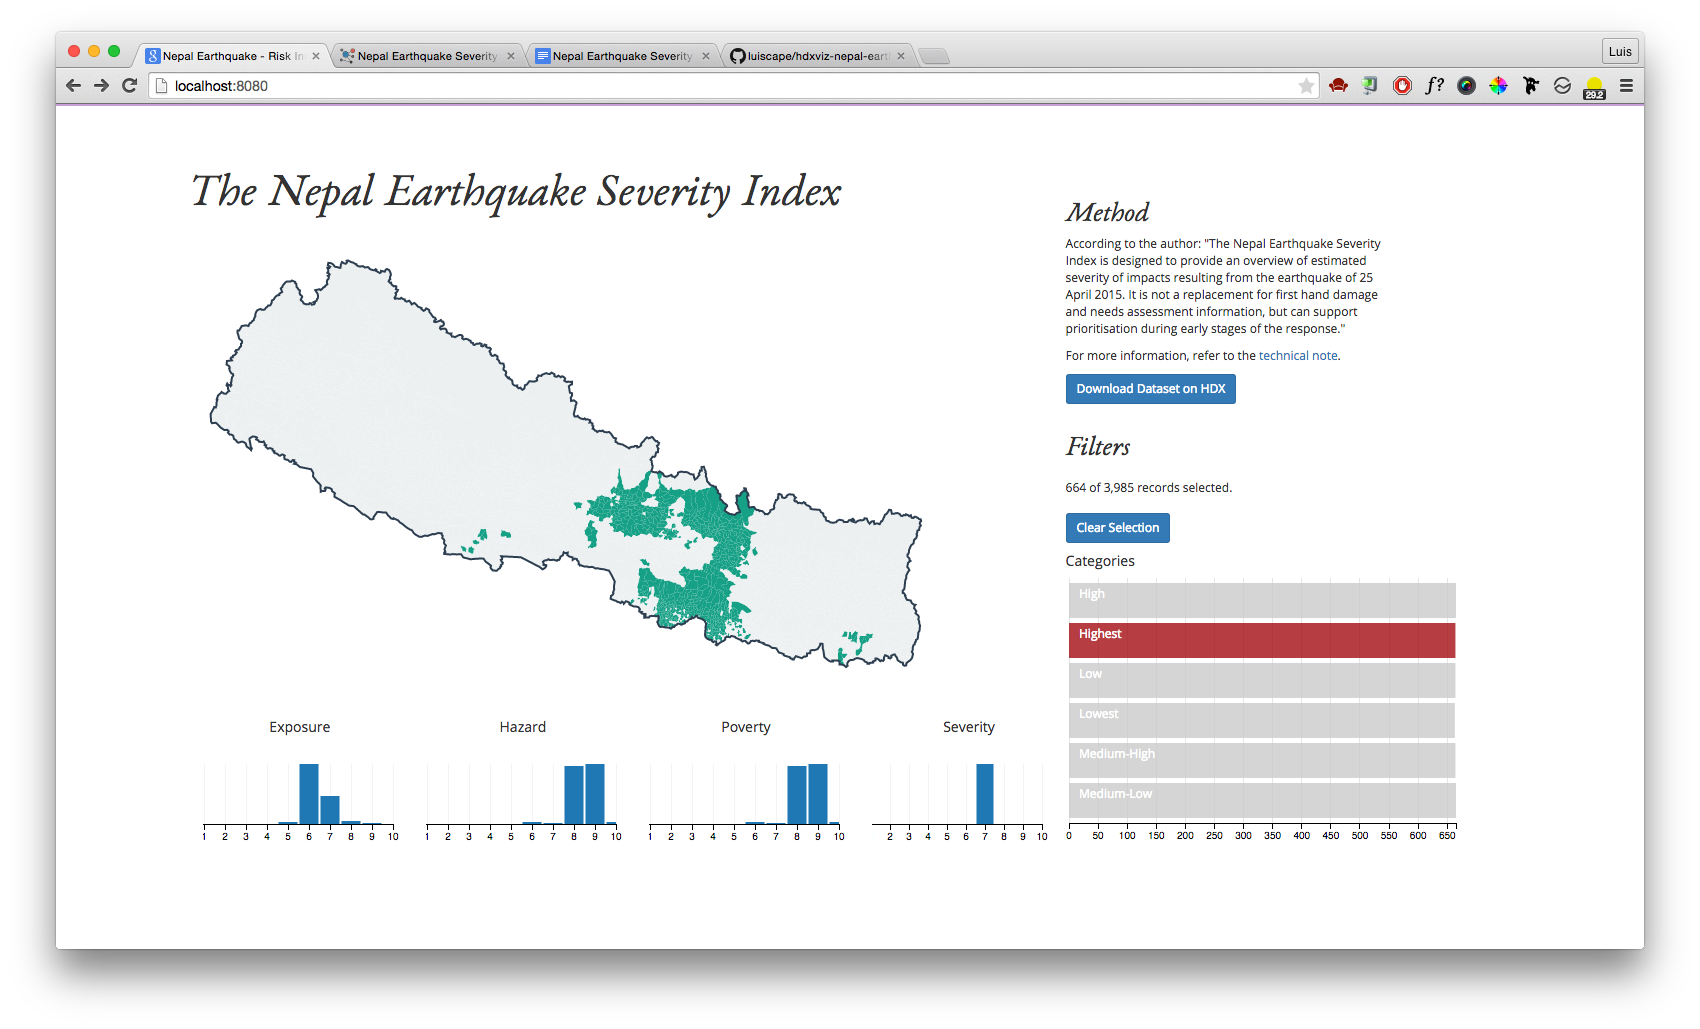 Nepal Earthquake - Risk In
Nepal Earthquake Severity
Nepal Earthquake Severity
luiscape/hdxviz-nepal-eart
Luis
localhost:8080
f?
29.2
The Nepal Earthquake Severity Index
Method
According to the author: "The Nepal Earthquake Severity
Index is designed to provide an overview of estimated
severity of impacts resulting from the earthquake of 25
April 2015. It is not a replacement for first hand damage
and needs assessment information, but can support
prioritisation during early stages of the response."
For more information, refer to the technical note.
Download Dataset on HDX
Filters
664 of 3,985 records selected.
Clear Selection
Categories
High
Highest
Low
Lowest
Medium-High
Medium-Low
0 50 100 150 200 250 300 350 400 450 500 550 600 650
Exposure
1 2 3 4 5 6 7 8 9 10
Hazard
1 2 3 4 5 6 7 8 9 10
Poverty
1 2 3 4 5 6 7 8 9 10
Severity
2 3 4 5 6 7 8 9 10